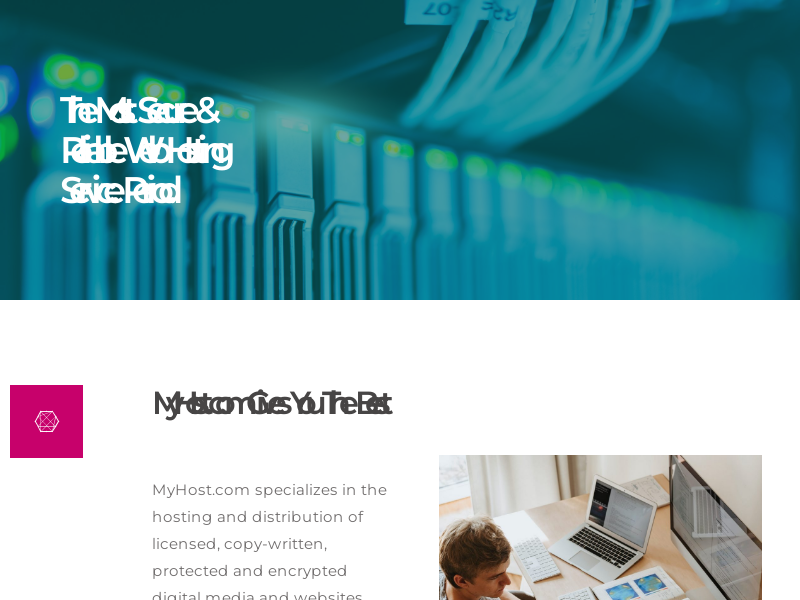 The Most Secure &
Reliable Web Hosting
Service. Period
MyHost.com Gives You The Best
MyHost.com specializes in the
hosting and distribution of
licensed, copy-written,
protected and encrypted
digital media and websites